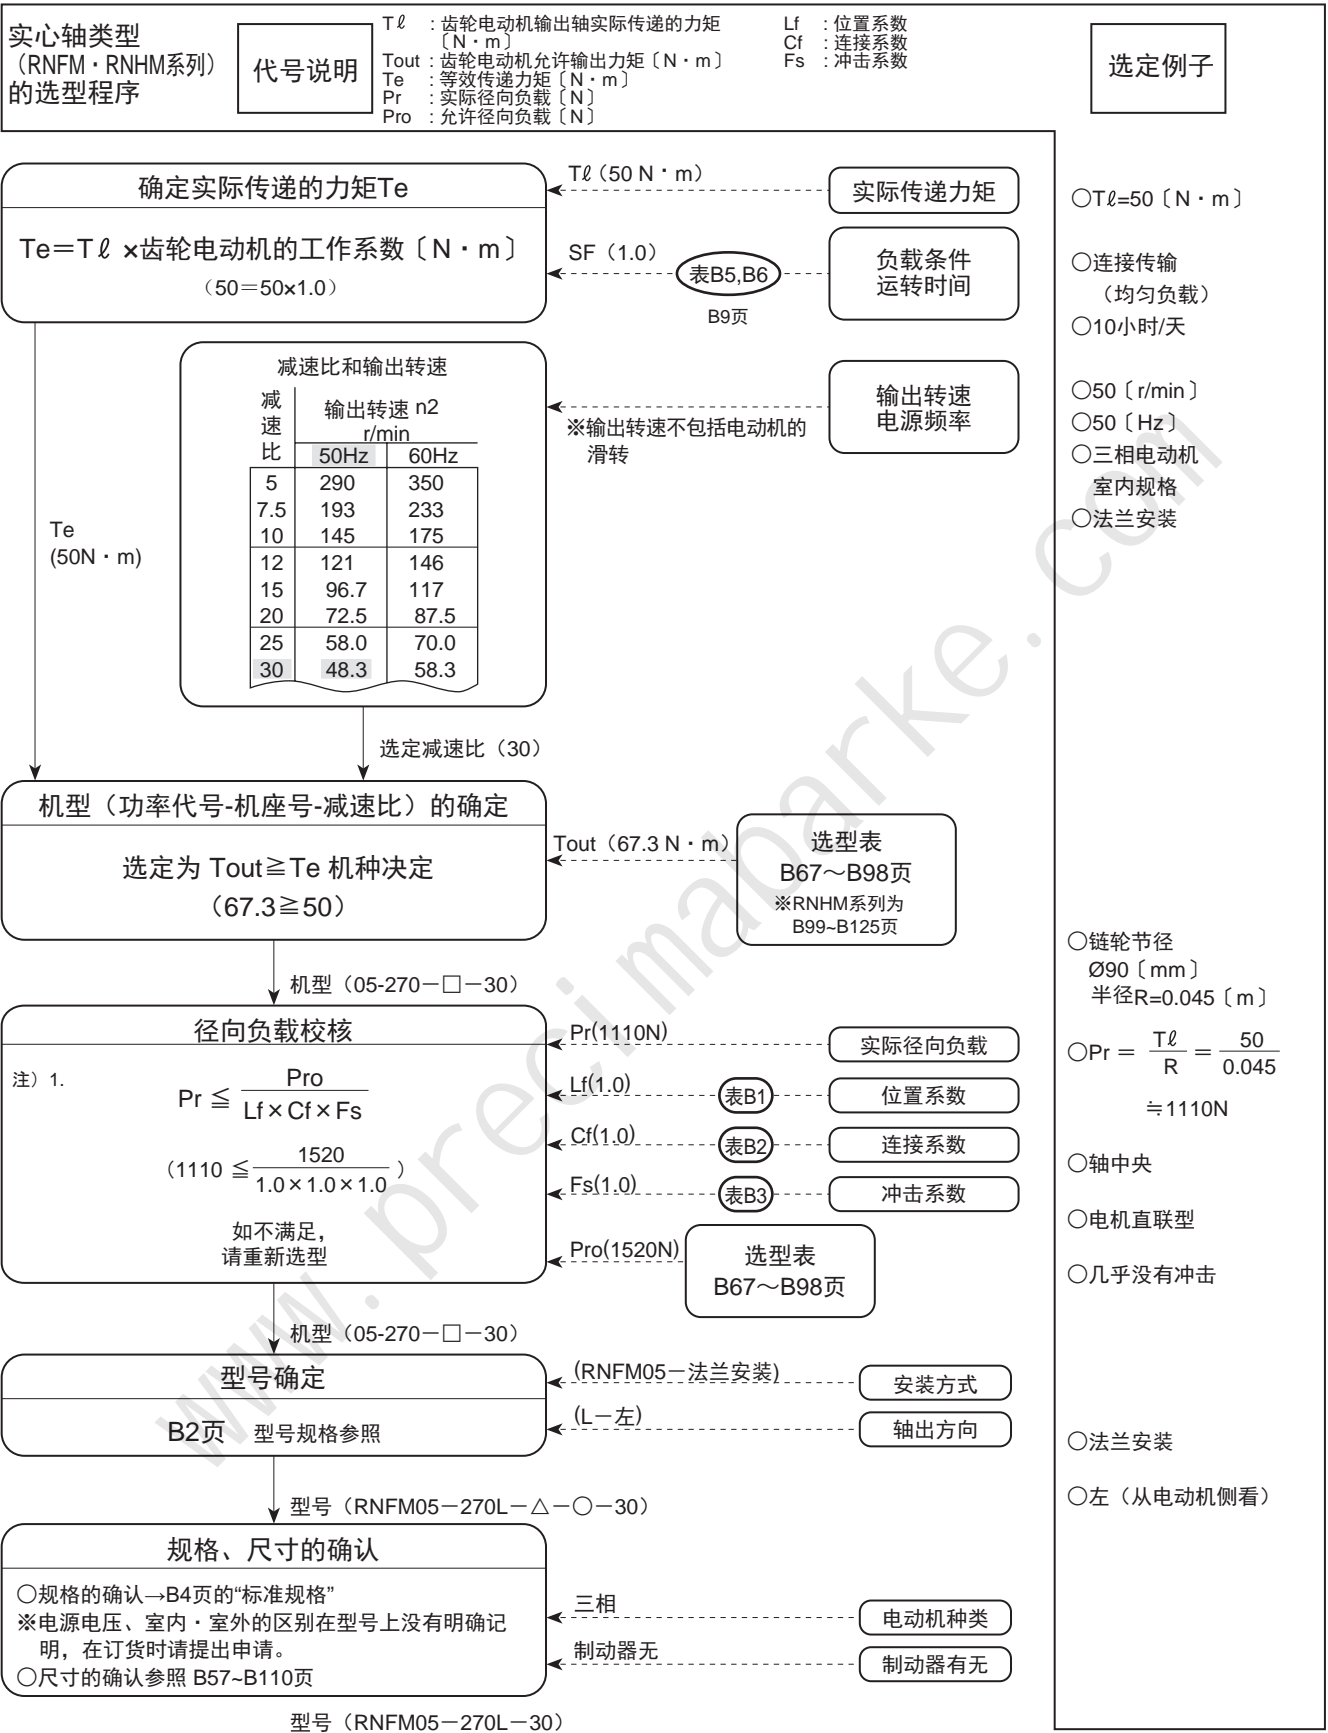 实心轴类型
（RNFM・RNHM系列）
的选型程序
代号说明
Tℓ : 齿轮电动机输出轴实际传递的力矩
〔N・m〕
Tout : 齿轮电动机允许输出力矩〔N・m〕
Te : 等效传递力矩〔N・m〕
Pr : 实际径向负载〔N〕
Pro : 允许径向负载〔N〕
Lf : 位置系数
Cf : 连接系数
Fs : 冲击系数
选定例子
确定实际传递的力矩Te
Te＝Tℓ ×齿轮电动机的工作系数〔N・m〕
（50＝50×1.0）
Tℓ（50 N・m）
实际传递力矩
SF（1.0）
表B5,B6
B9页
负载条件
运转时间
○Tℓ=50〔N・m〕
○连接传输
（均匀负载）
○10小时/天
减速比和输出转速
减速比
输出转速 n2
r/min
50Hz 60Hz
5 290 350
7.5 193 233
10 145 175
12 121 146
15 96.7 117
20 72.5 87.5
25 58.0 70.0
30 48.3 58.3
※输出转速不包括电动机的
滑转
输出转速
电源频率
○50〔r/min〕
○50〔Hz〕
○三相电动机
室内规格
○法兰安装
Te
(50N・m)
选定减速比（30）
机型（功率代号-机座号-减速比）的确定
选定为 Tout≧Te 机种决定
（67.3≧50）
Tout（67.3 N・m）
选型表
B67～B98页
※RNHM系列为
B99~B125页
机型（05-270－□－30）
径向负载校核
注）1.
Pr ≦ Pro
Lf×Cf×Fs
（1110 ≦ 1520 ）
1.0×1.0×1.0
如不满足，
请重新选型
Pr(1110N)
实际径向负载
Lf(1.0)
表B1
位置系数
Cf(1.0)
表B2
连接系数
Fs(1.0)
表B3
冲击系数
Pro(1520N)
选型表
B67～B98页
○链轮节径
Ø90〔mm〕
半径R=0.045〔m〕
○Pr ＝ Tℓ ＝ 50
R 0.045
≒1110N
○轴中央
○电机直联型
○几乎没有冲击
机型（05-270－□－30）
型号确定
B2页 型号规格参照
(RNFM05－法兰安装)
安装方式
(L－左)
轴出方向
○法兰安装
○左（从电动机侧看）
型号（RNFM05－270L－△－○－30）
规格、尺寸的确认
○规格的确认→B4页的“标准规格”
※电源电压、室内・室外的区别在型号上没有明确记
明，在订货时请提出申请。
○尺寸的确认参照 B57~B110页
三相
电动机种类
制动器无
制动器有无
型号（RNFM05－270L－30）
www.precimabarke.com